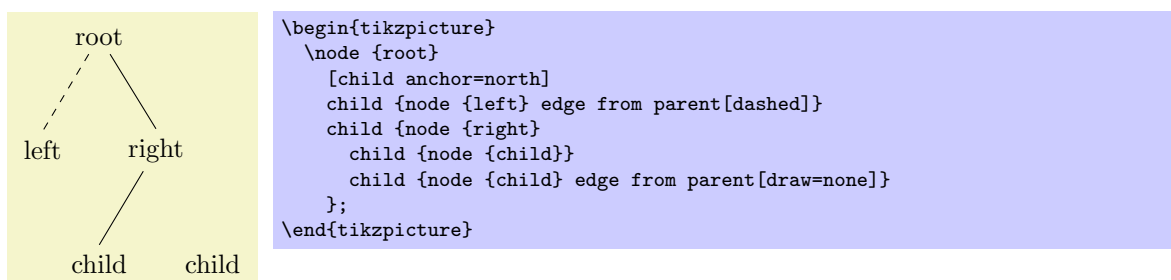 root
left right
child child
\begin{tikzpicture}
  \node {root}
    [child anchor=north]
    child {node {left} edge from parent[dashed]}
    child {node {right}
      child {node {child}}
      child {node {child} edge from parent[draw=none]}
    };
\end{tikzpicture}